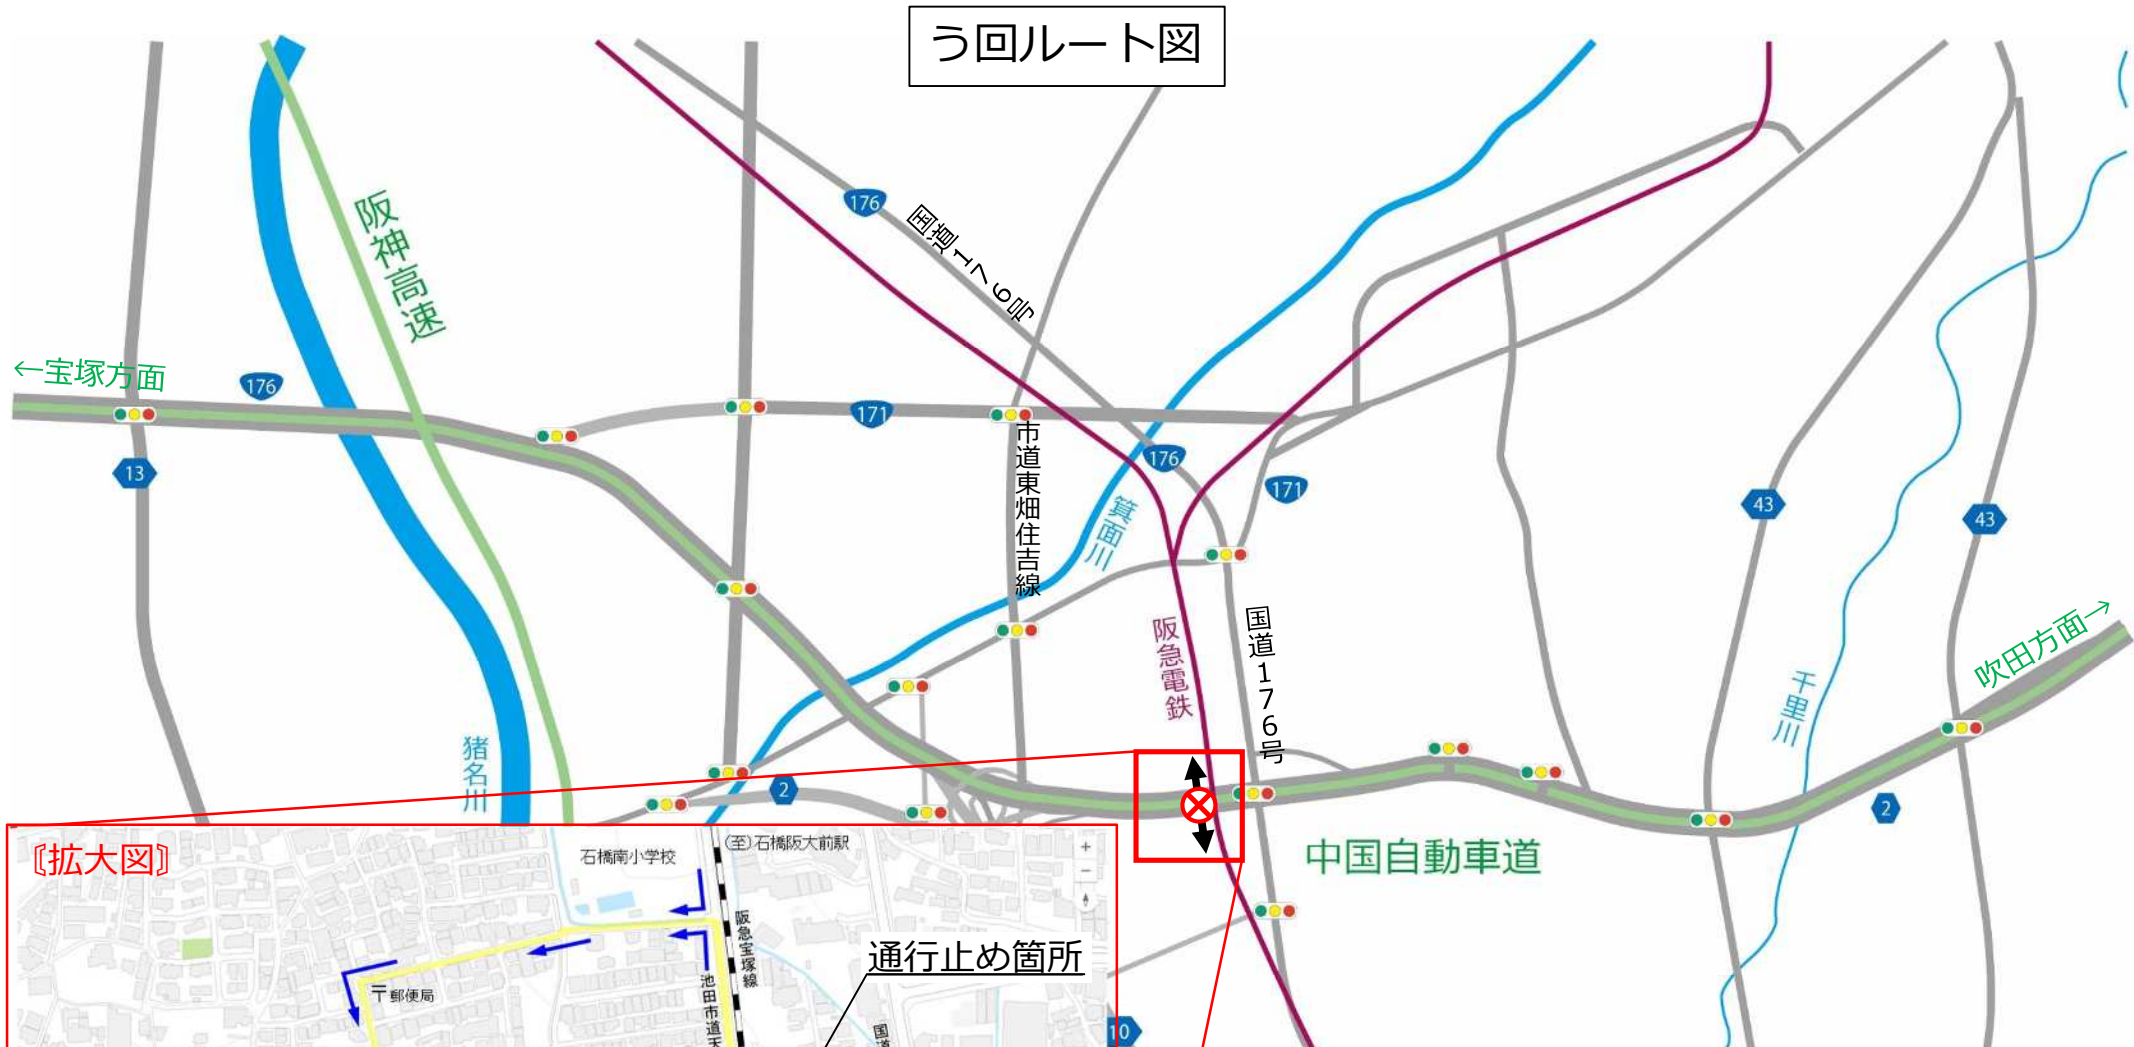 う回ルート図
176
国道176号
阪神高速
←宝塚方面
176
171
13
市道東畑住吉線
176
171
箕面川
43
43
国道176号
阪急電鉄
吹田方面→
千里川
猪名川
2
2
中国自動車道
〔拡大図〕
石橋南小学校
(至)石橋阪大前駅
+
−
阪急宝塚線
通行止め箇所
〒郵便局
池田市道天
国道
10